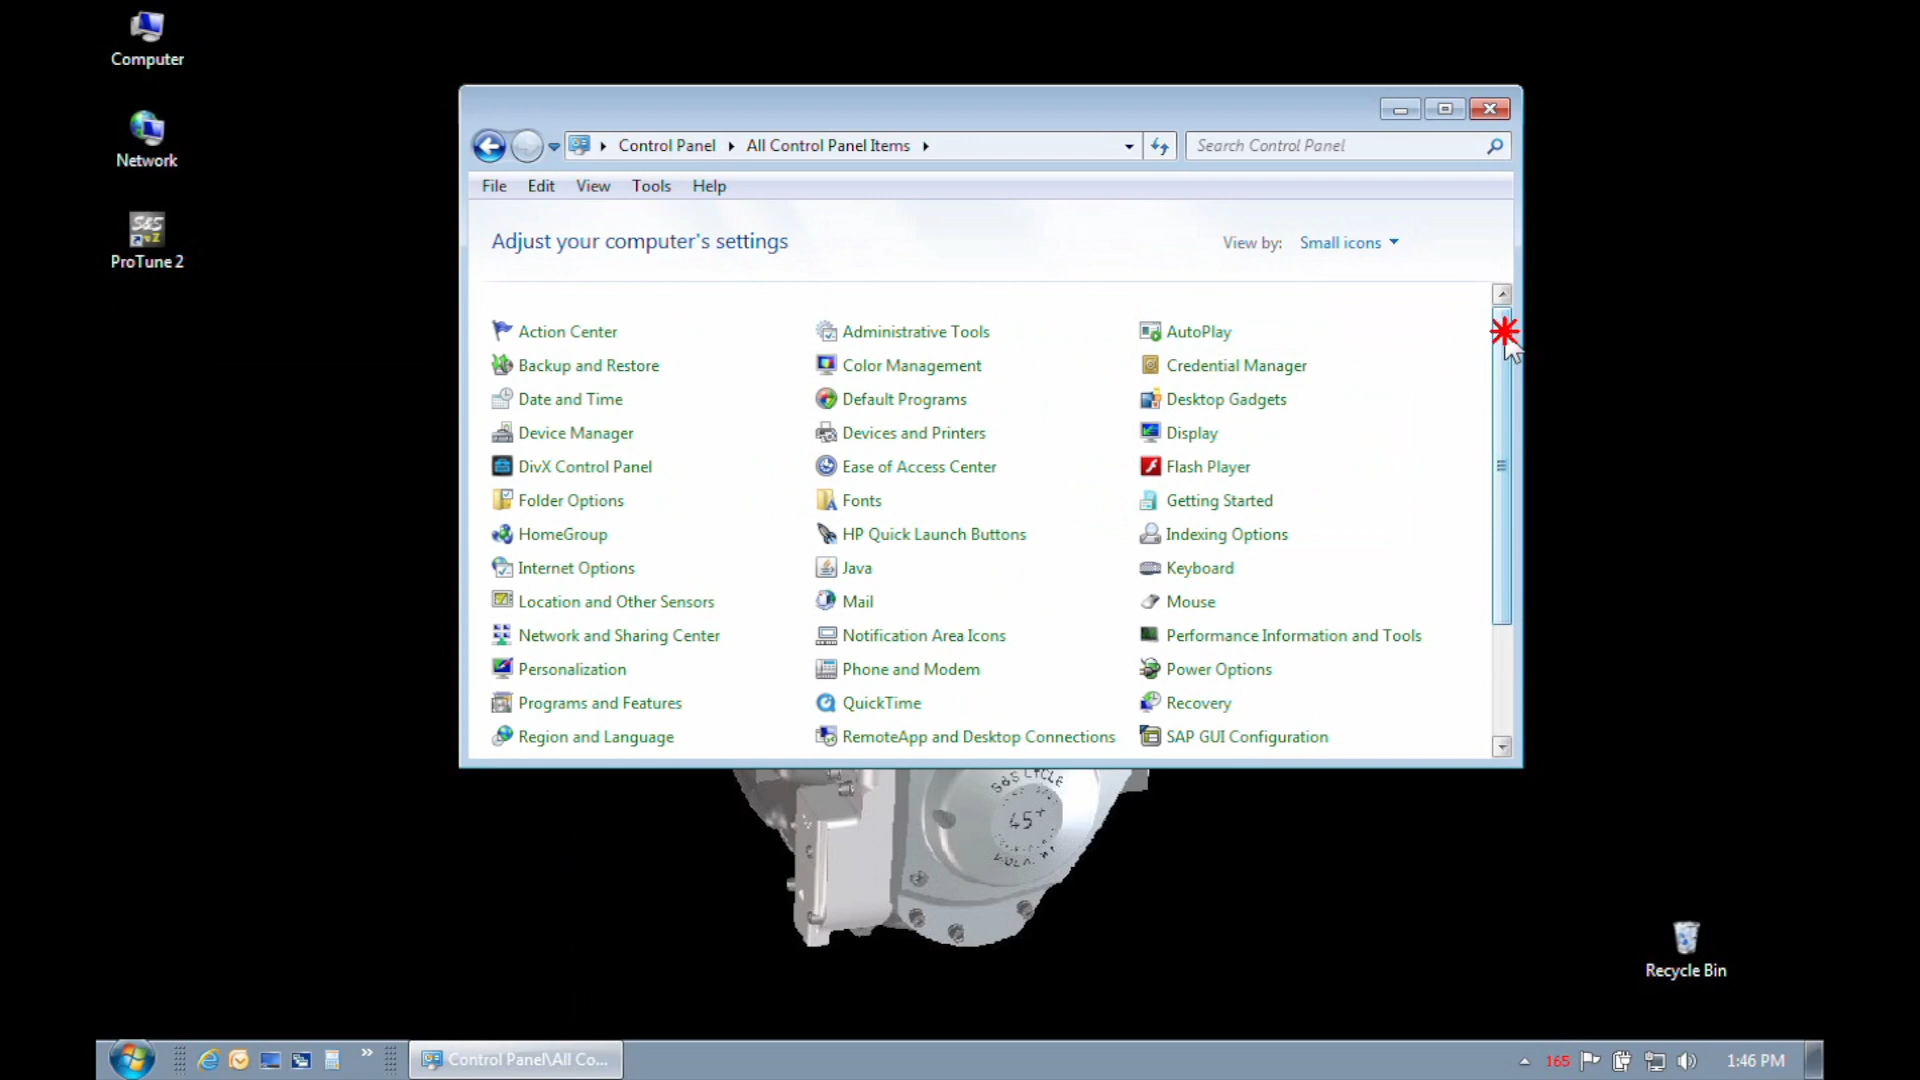 Computer
Network
S&S
ProTune 2
Control Panel
All Control Panel Items
Search Control Panel
File Edit View Tools Help
Adjust your computer's settings
View by: Small icons
Action Center Administrative Tools AutoPlay
Backup and Restore Color Management Credential Manager
Date and Time Default Programs Desktop Gadgets
Device Manager Devices and Printers Display
DivX Control Panel Ease of Access Center Flash Player
Folder Options Fonts Getting Started
HomeGroup HP Quick Launch Buttons Indexing Options
Internet Options Java Keyboard
Location and Other Sensors Mail Mouse
Network and Sharing Center Notification Area Icons Performance Information and Tools
Personalization Phone and Modem Power Options
Programs and Features QuickTime Recovery
Region and Language RemoteApp and Desktop Connections SAP GUI Configuration
S&S CYCLE
45
Recycle Bin
Control Panel\All Co...
165
1:46 PM